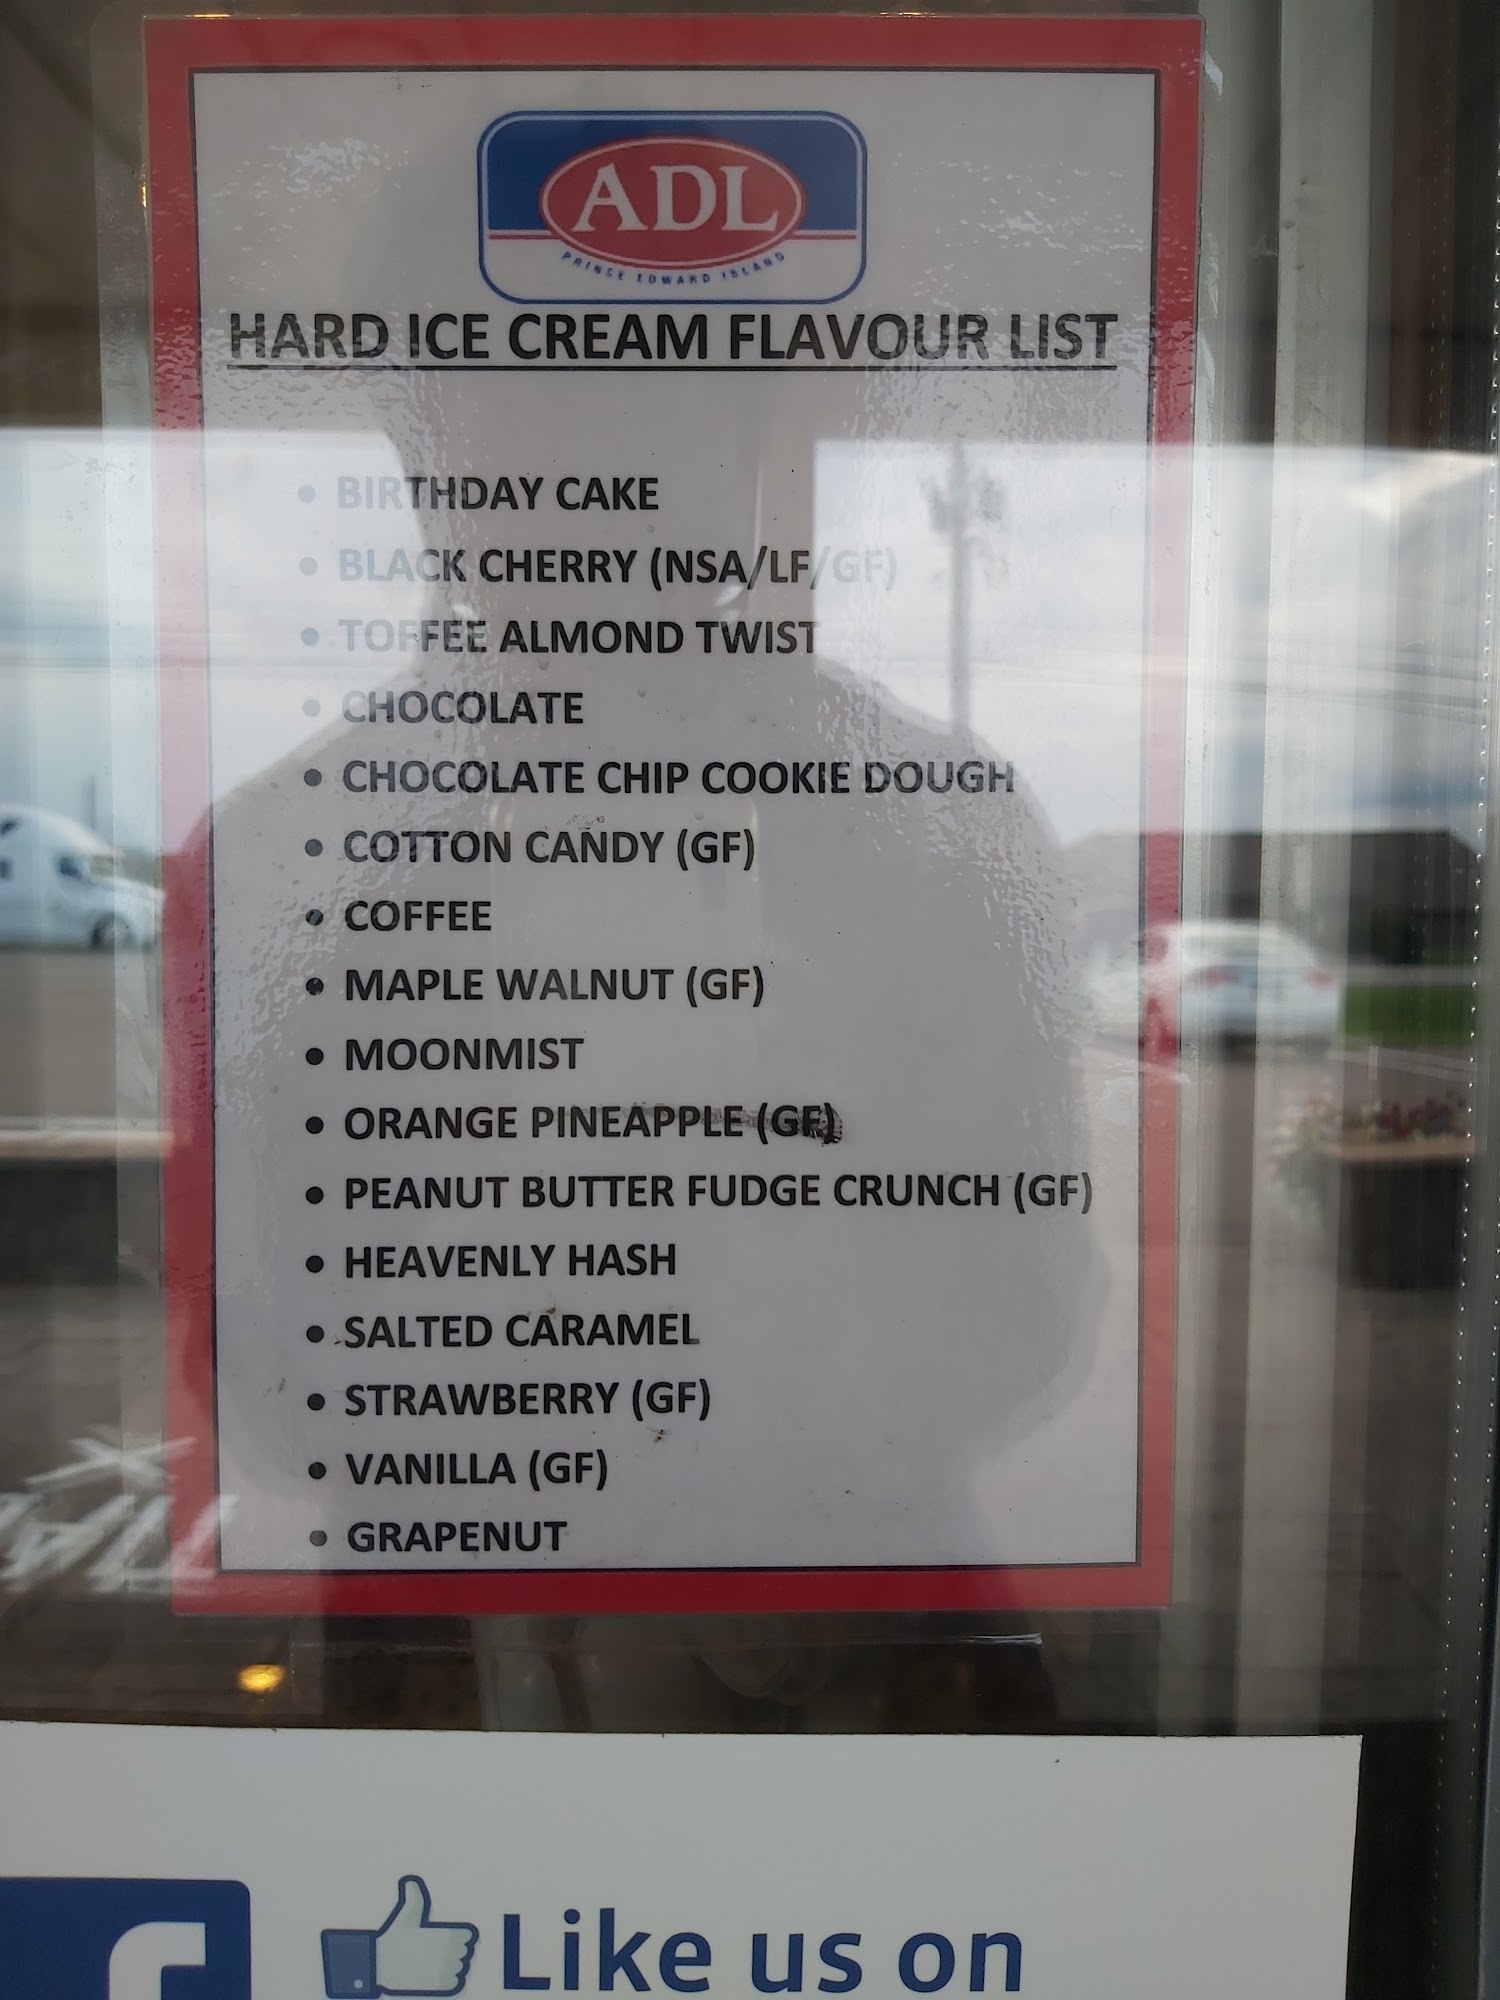 ADL
PRINCE EDWARD ISLAND
HARD ICE CREAM FLAVOUR LIST
• BIRTHDAY CAKE
• BLACK CHERRY (NSA/LF/GF)
• TOFFEE ALMOND TWIST
• CHOCOLATE
• CHOCOLATE CHIP COOKIE DOUGH
• COTTON CANDY (GF)
• COFFEE
• MAPLE WALNUT (GF)
• MOONMIST
• ORANGE PINEAPPLE (GF)
• PEANUT BUTTER FUDGE CRUNCH (GF)
• HEAVENLY HASH
• SALTED CARAMEL
• STRAWBERRY (GF)
• VANILLA (GF)
• GRAPENUT
f Like us on